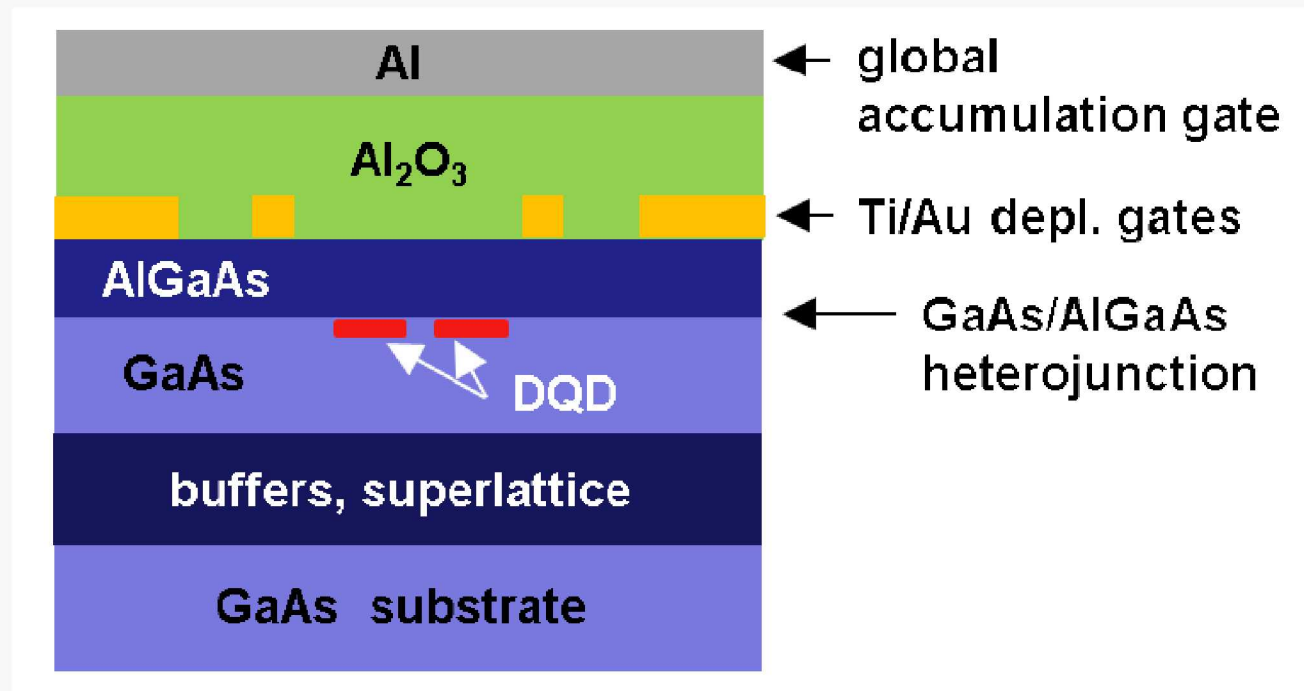 Al
global
accumulation gate
Al₂O₃
Ti/Au depl. gates
AlGaAs
GaAs/AlGaAs
heterojunction
GaAs
DQD
buffers, superlattice
GaAs substrate